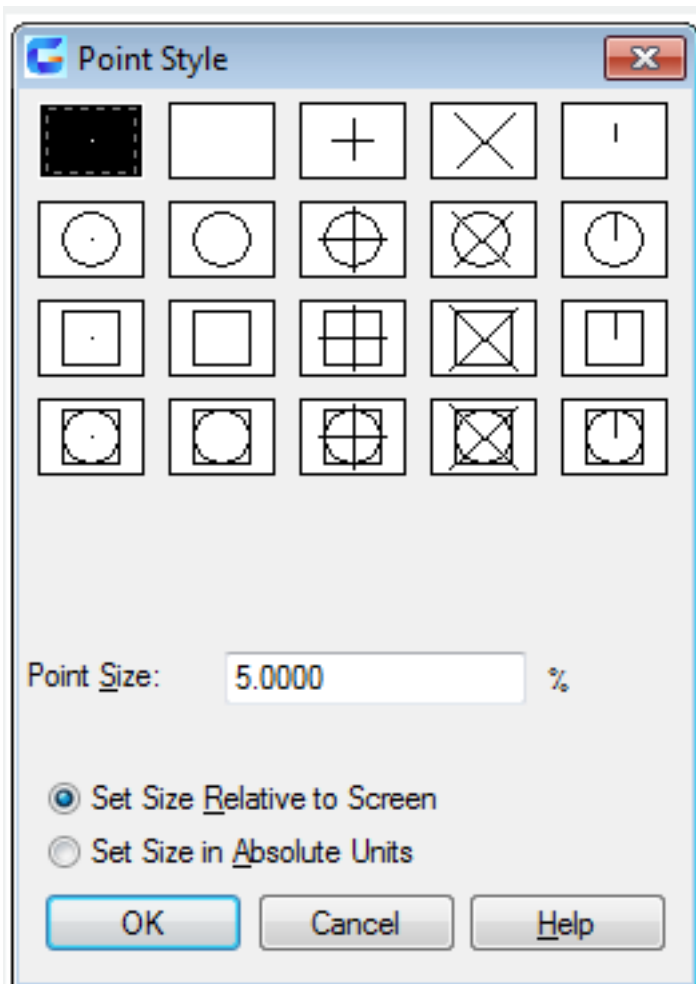 Point Style
Point Size: 5.0000 %
Set Size Relative to Screen
Set Size in Absolute Units
OK Cancel Help